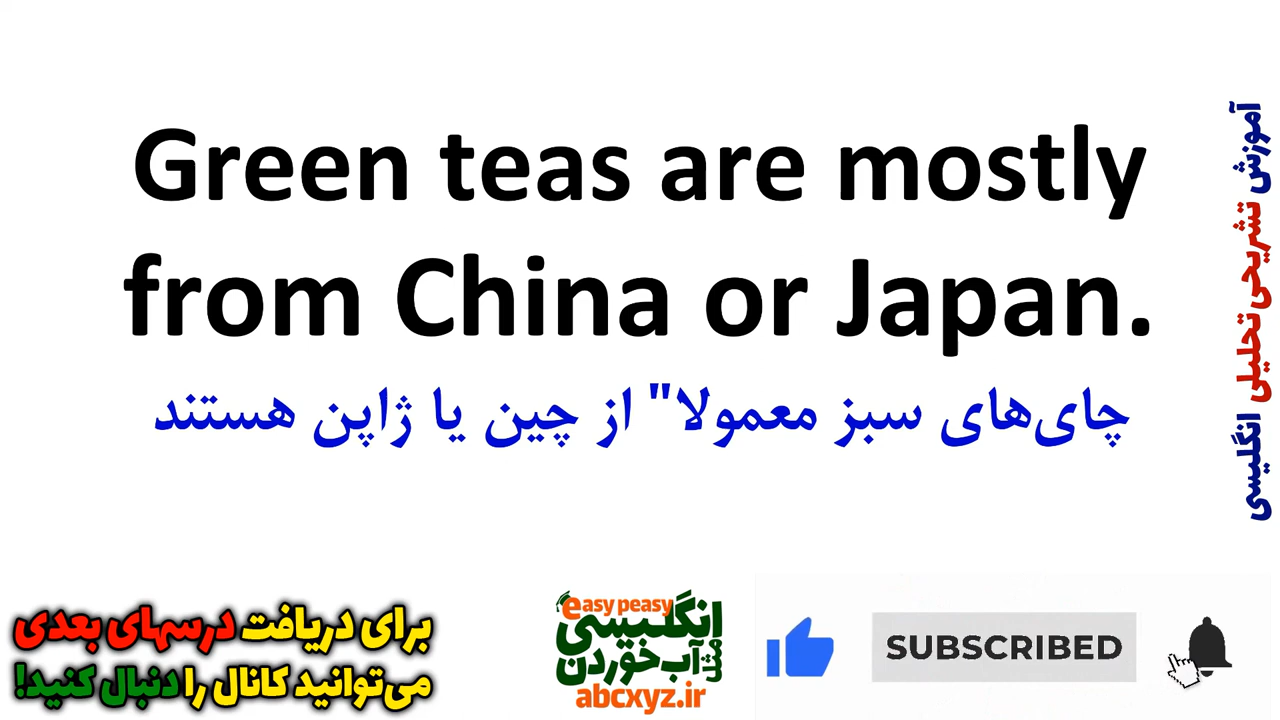 Green teas are mostly
from China or Japan.
چای‌های سبز معمولا" از چین یا ژاپن هستند
آموزش تشریحی تحلیلی انگلیسی
برای دریافت درسهای بعدی
می‌توانید کانال را دنبال کنید!
easy peasy
انگلیسی
مثل آب خوردن
abcxyz.ir
SUBSCRIBED